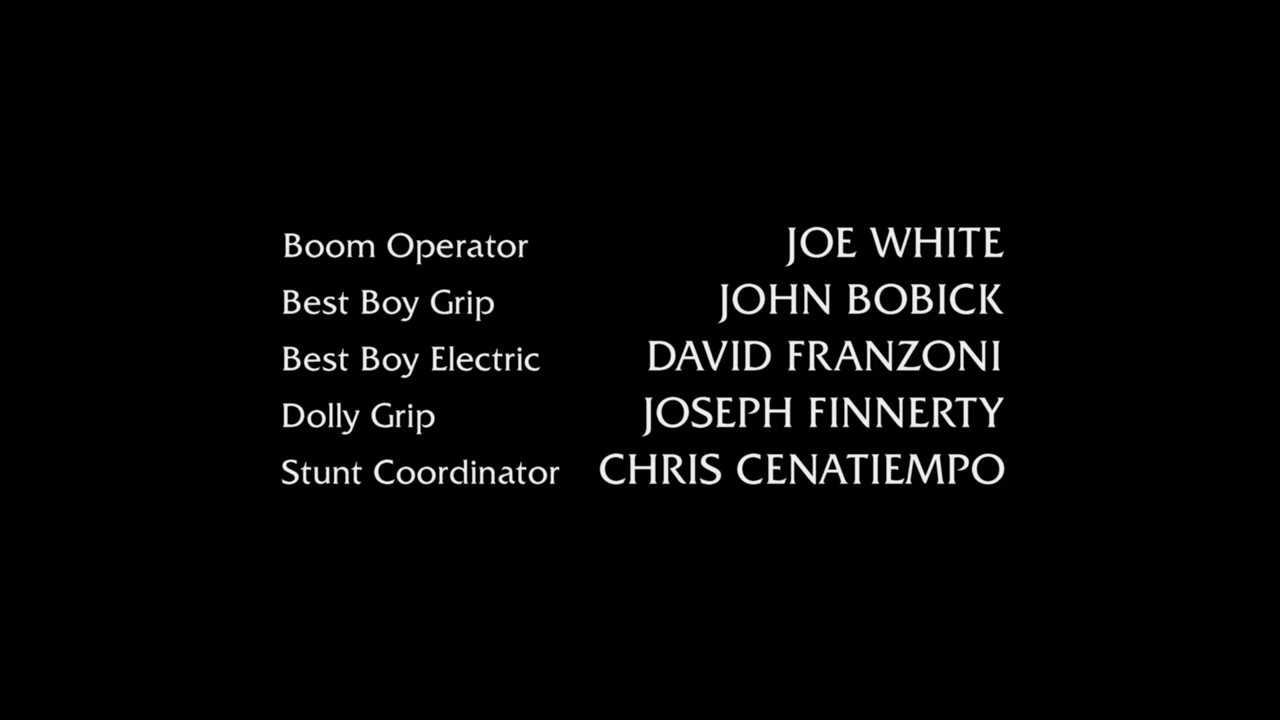 Boom Operator JOE WHITE
Best Boy Grip JOHN BOBICK
Best Boy Electric DAVID FRANZONI
Dolly Grip JOSEPH FINNERTY
Stunt Coordinator CHRIS CENATIEMPO